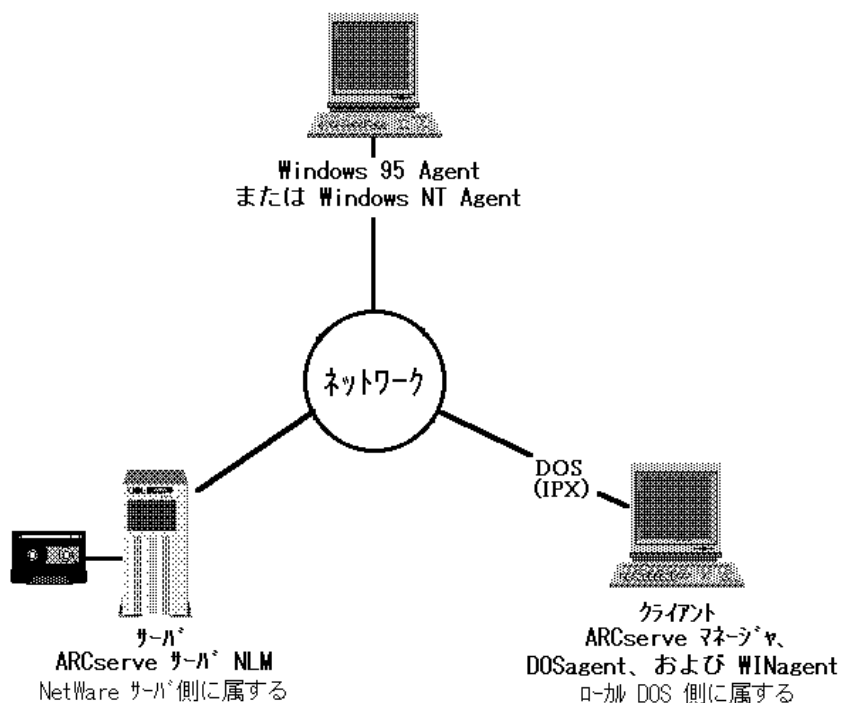 Windows 95 Agent
または Windows NT Agent
ネットワーク
DOS
(IPX)
ｻｰﾊﾞ
ARCserve ｻｰﾊﾞ NLM
NetWare ｻｰﾊﾞ側に属する
ｸﾗｲｱﾝﾄ
ARCserve ﾏﾈｰｼﾞｬ、
DOSagent、および WINagent
ﾛｰｶﾙ DOS 側に属する